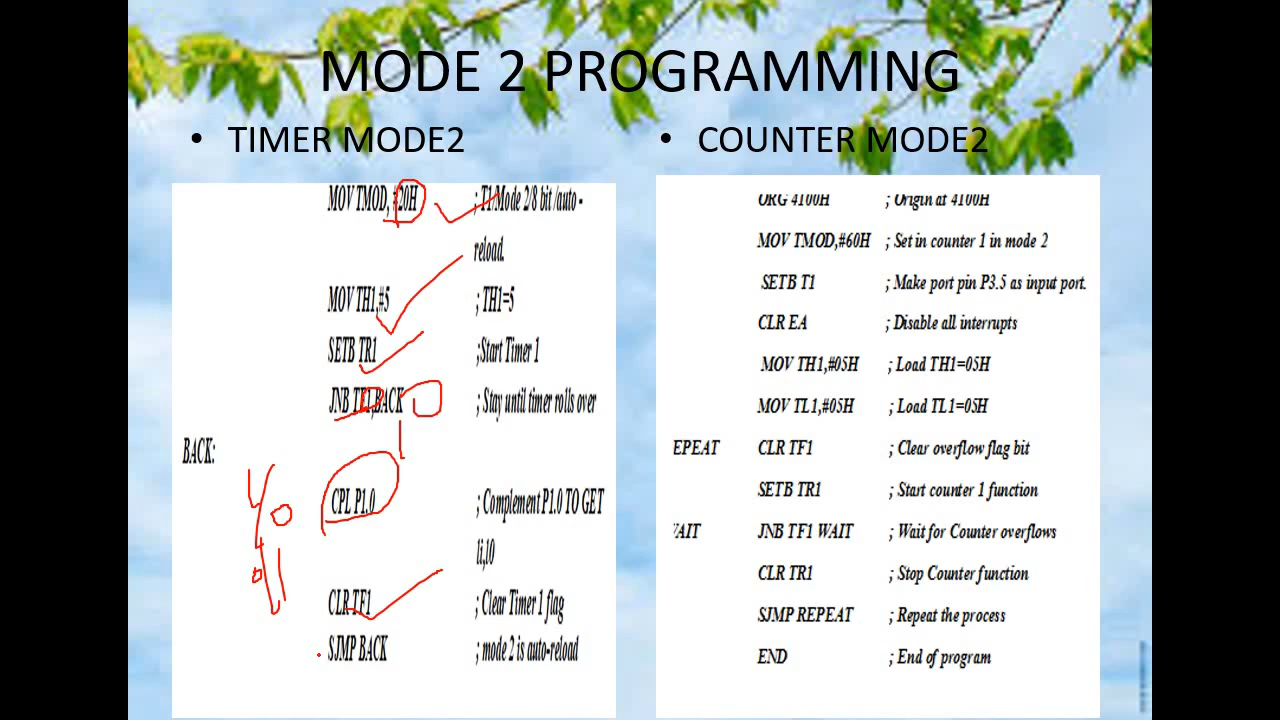 MODE 2 PROGRAMMING
• TIMER MODE2
MOV TMOD, #20H ; T1/Mode 2/8 bit /auto -
reload.
MOV TH1,#5 ; TH1=5
SETB TR1 ;Start Timer 1
JNB TF1,BACK ; Stay until timer rolls over
BACK:
CPL P1.0 ; Complement P1.0 TO GET
CLR TF1 ; Clear Timer 1 flag
SJMP BACK ; mode 2 is auto-reload
• COUNTER MODE2
ORG 4100H ; Origin at 4100H
MOV TMOD,#60H ; Set in counter 1 in mode 2
SETB T1 ; Make port pin P3.5 as input port.
CLR EA ; Disable all interrupts
MOV TH1,#05H ; Load TH1=05H
MOV TL1,#05H ; Load TL1=05H
EPEAT CLR TF1 ; Clear overflow flag bit
SETB TR1 ; Start counter 1 function
AIT JNB TF1 WAIT ; Wait for Counter overflows
CLR TR1 ; Stop Counter function
SJMP REPEAT ; Repeat the process
END ; End of program